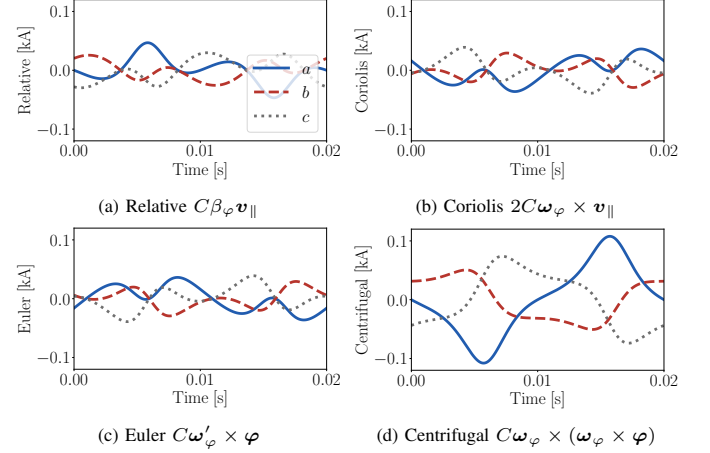 Relative [kA]
0.0
−0.1
0.00
0.01
0.02
Time [s]
a
b
c
(a) Relative Cβ_φ v_∥
Coriolis [kA]
0.1
0.0
−0.1
0.00
0.01
0.02
Time [s]
(b) Coriolis 2Cω_φ × v_∥
Euler [kA]
0.1
0.0
−0.1
0.00
0.01
0.02
Time [s]
(c) Euler Cω′_φ × φ
Centrifugal [kA]
0.1
0.0
−0.1
0.00
0.01
0.02
Time [s]
(d) Centrifugal Cω_φ × (ω_φ × φ)